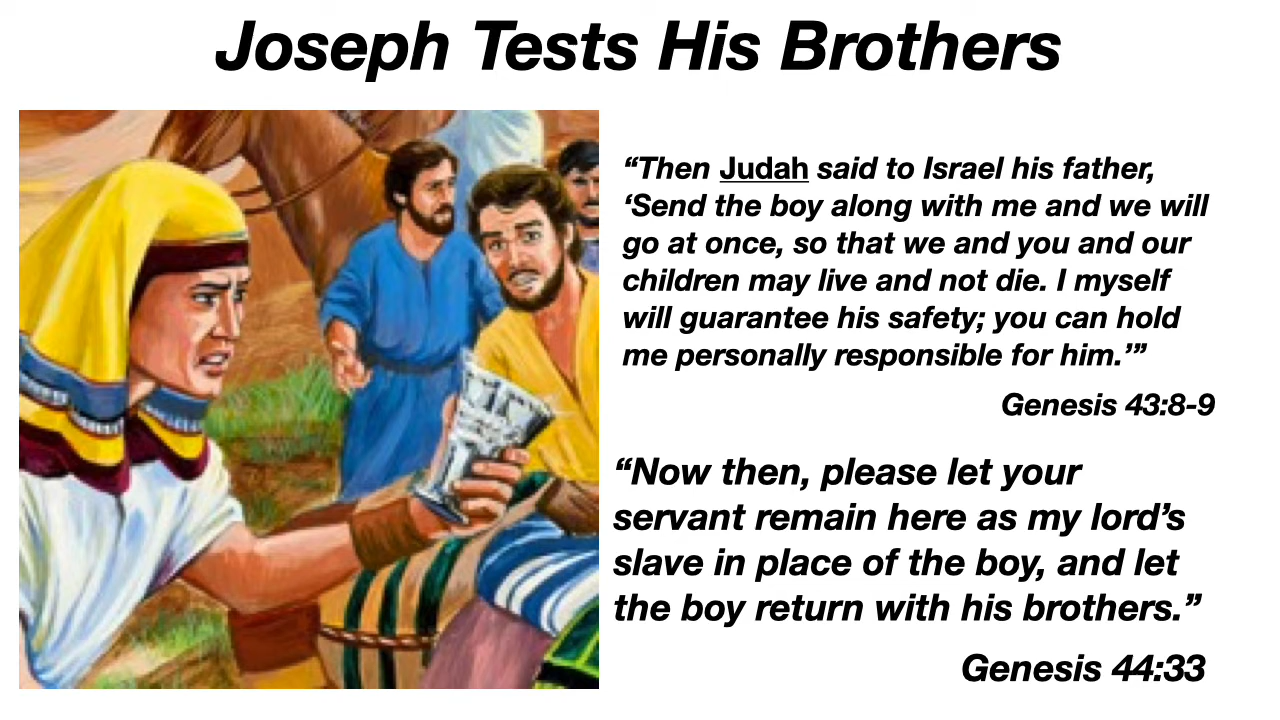 Joseph Tests His Brothers
“Then Judah said to Israel his father,
‘Send the boy along with me and we will
go at once, so that we and you and our
children may live and not die. I myself
will guarantee his safety; you can hold
me personally responsible for him.’”
Genesis 43:8-9
“Now then, please let your
servant remain here as my lord’s
slave in place of the boy, and let
the boy return with his brothers.”
Genesis 44:33